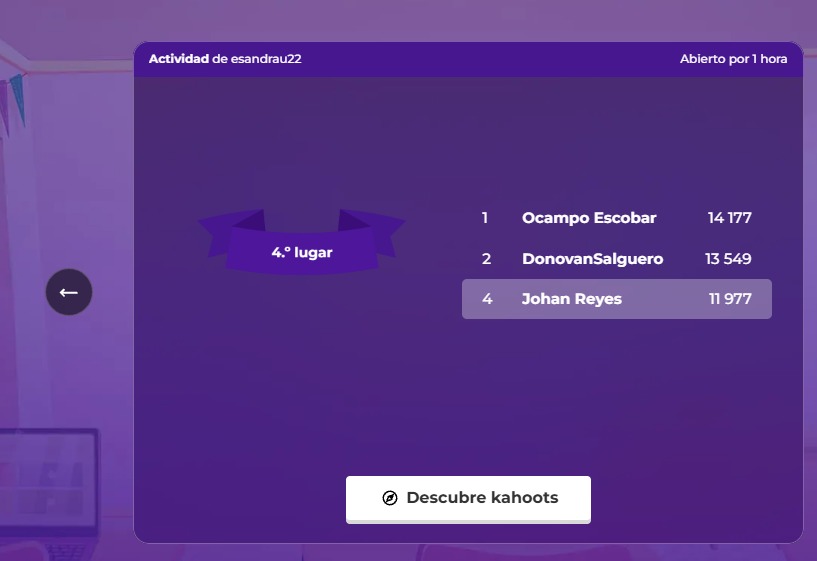 Actividad de esandrau22
Abierto por 1 hora
4.º lugar
1 Ocampo Escobar 14 177
2 DonovanSalguero 13 549
4 Johan Reyes 11 977
Descubre kahoots